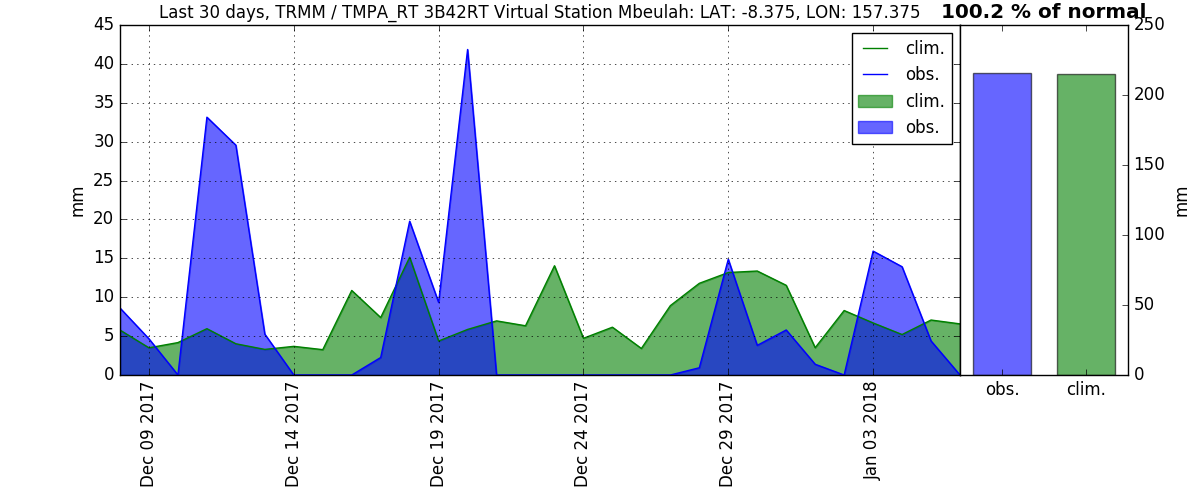 Last 30 days, TRMM / TMPA_RT 3B42RT Virtual Station Mbeulah: LAT: -8.375, LON: 157.375
100.2 % of normal
45
40
35
30
25
20
15
10
5
0
mm
clim.
obs.
clim.
obs.
Dec 09 2017
Dec 14 2017
Dec 19 2017
Dec 24 2017
Dec 29 2017
Jan 03 2018
250
200
150
100
50
0
mm
obs.
clim.